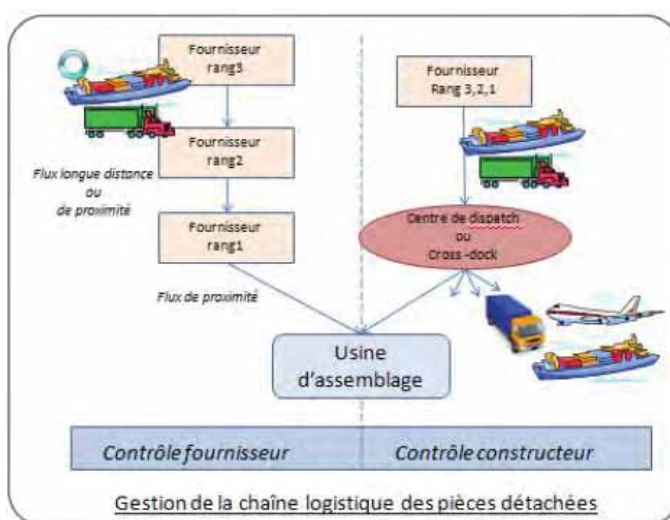 Fournisseur
rang3
Fournisseur
Rang 3,2,1
Fournisseur
rang2
Flux longue distance
ou
de proximité
Fournisseur
rang1
Centre de dispatch
ou
Cross -dock
Flux de proximité
Usine
d'assemblage
Contrôle fournisseur
Contrôle constructeur
Gestion de la chaîne logistique des pièces détachées